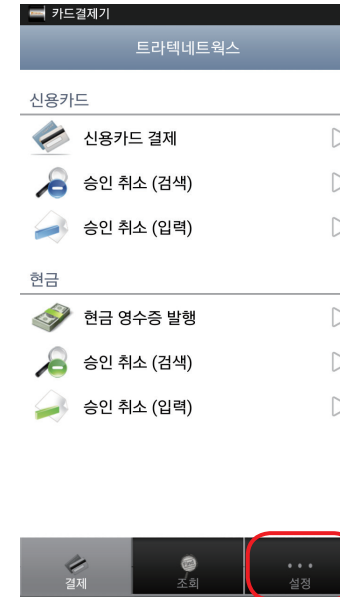 카드결제기
트라텍네트웍스
신용카드
신용카드 결제
승인 취소 (검색)
승인 취소 (입력)
현금
현금 영수증 발행
승인 취소 (검색)
승인 취소 (입력)
결제
조회
설정